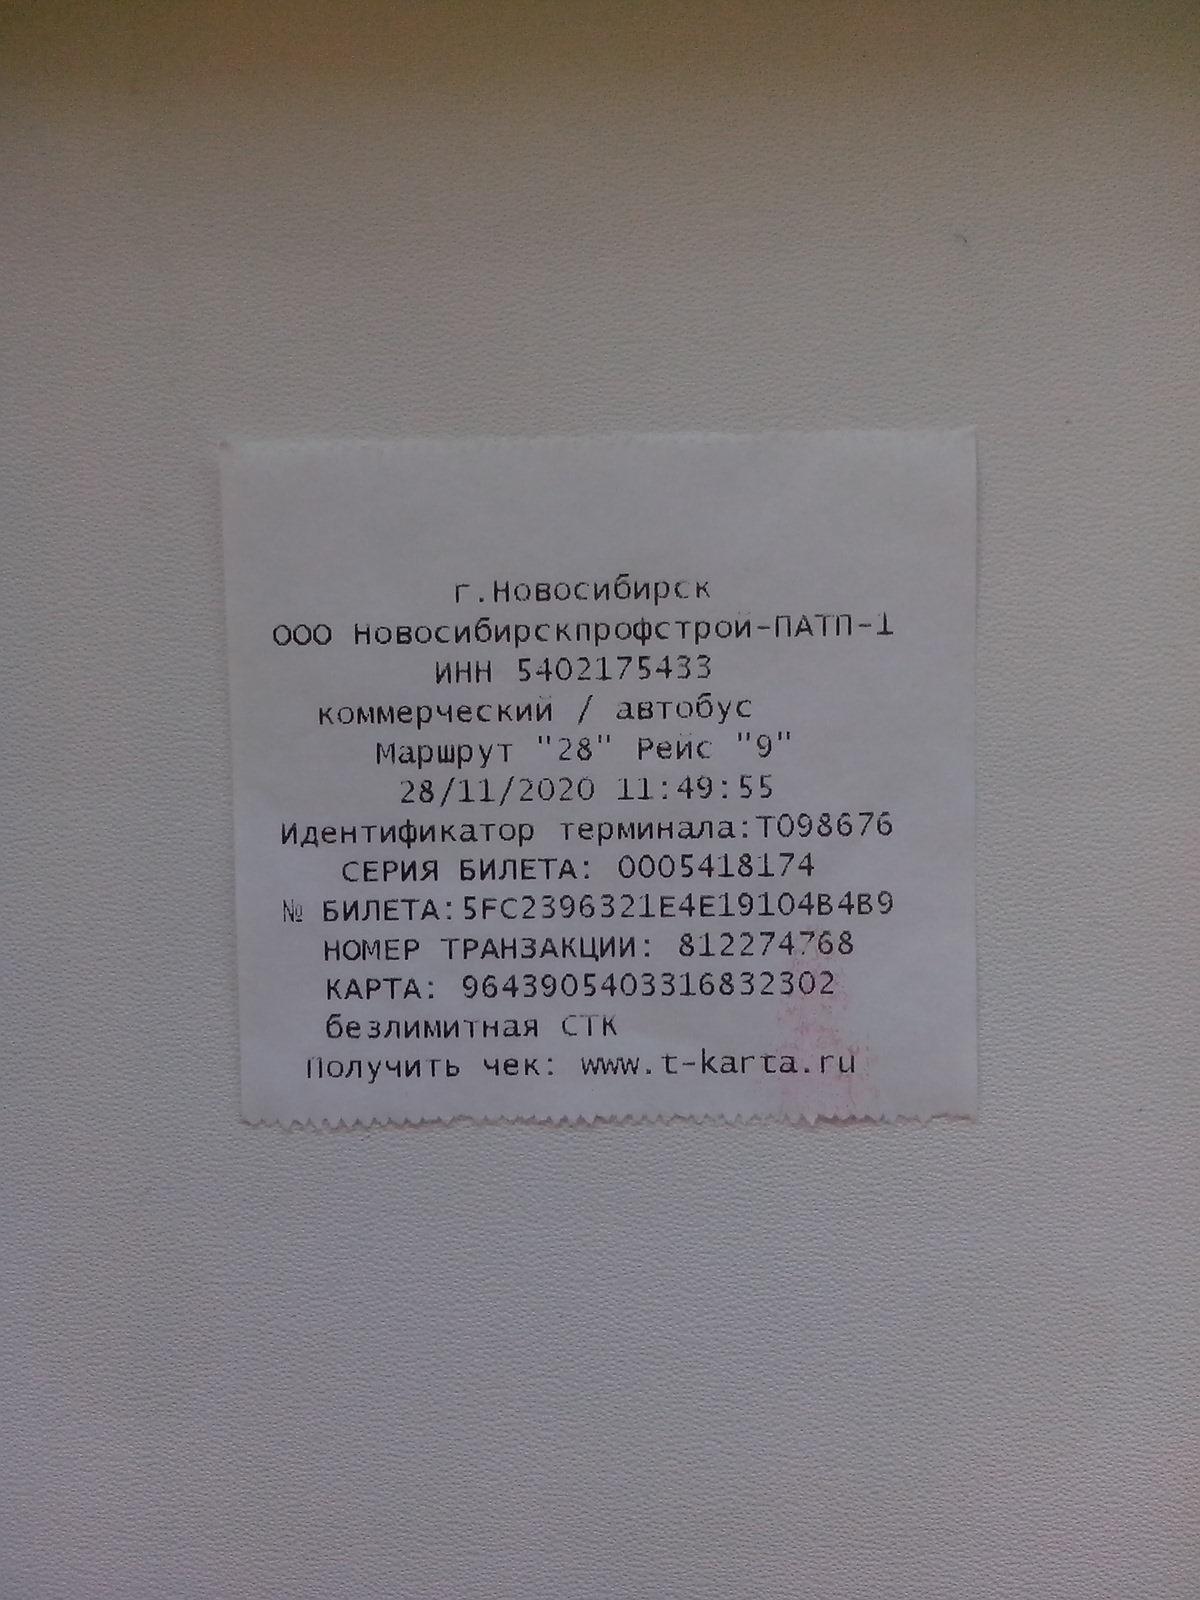 г.Новосибирск
ООО Новосибирскпрофстрой-ПАТП-1
ИНН 5402175433
коммерческий / автобус
Маршрут "28" Рейс "9"
28/11/2020 11:49:55
Идентификатор терминала:T098676
СЕРИЯ БИЛЕТА: 0005418174
№ БИЛЕТА:5FC2396321E4E19104B4B9
НОМЕР ТРАНЗАКЦИИ: 812274768
КАРТА: 9643905403316832302
безлимитная СТК
Получить чек: www.t-karta.ru